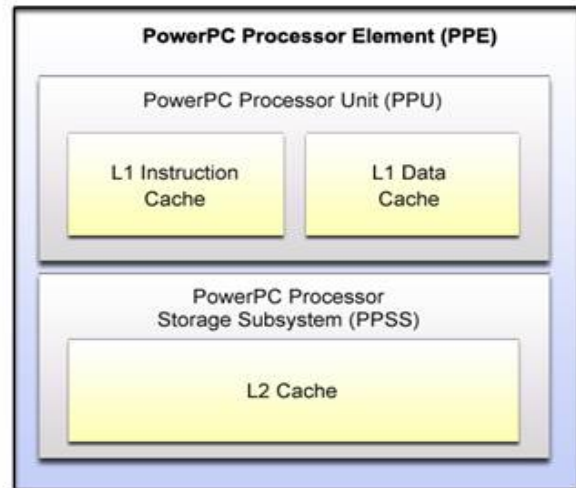 PowerPC Processor Element (PPE)
PowerPC Processor Unit (PPU)
L1 Instruction
Cache
L1 Data
Cache
PowerPC Processor
Storage Subsystem (PPSS)
L2 Cache